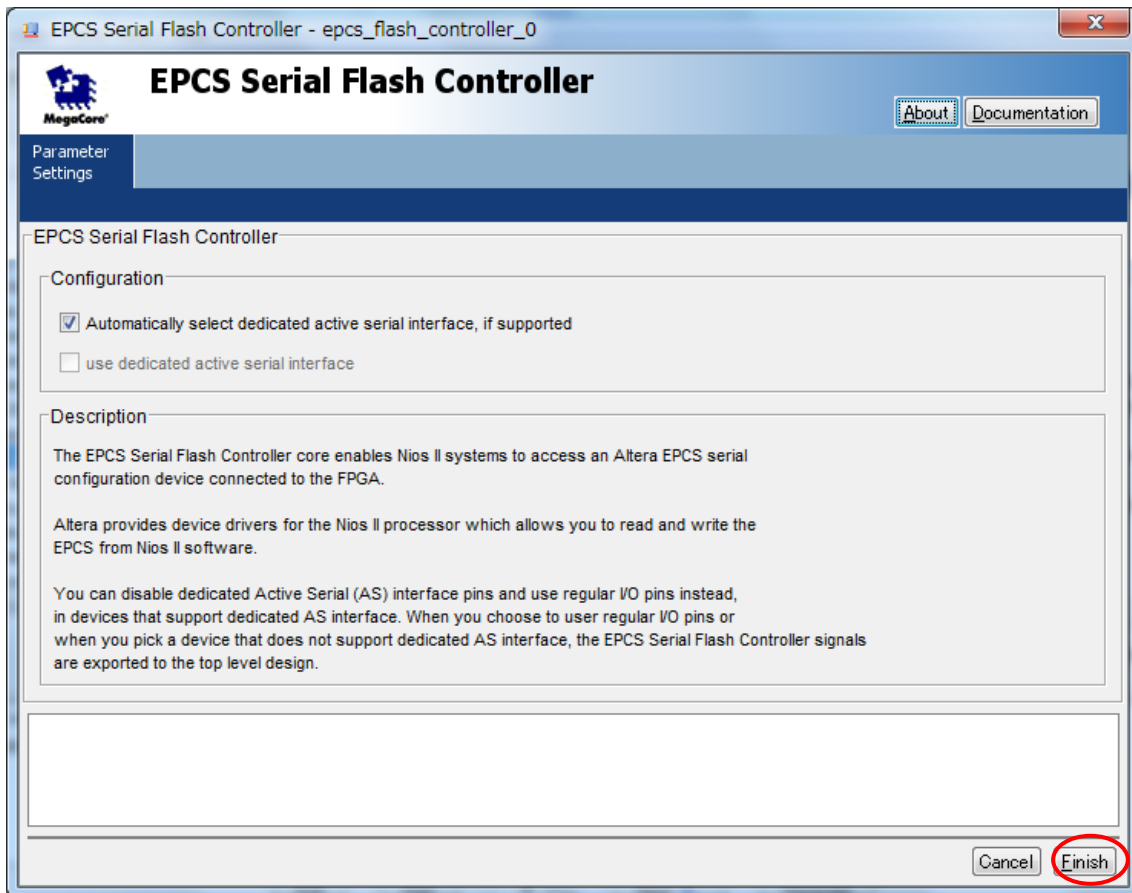 EPCS Serial Flash Controller - epcs_flash_controller_0
X
EPCS Serial Flash Controller
MegaCore®
About Documentation
Parameter
Settings
EPCS Serial Flash Controller
Configuration
Automatically select dedicated active serial interface, if supported
use dedicated active serial interface
Description
The EPCS Serial Flash Controller core enables Nios II systems to access an Altera EPCS serial
configuration device connected to the FPGA.
Altera provides device drivers for the Nios II processor which allows you to read and write the
EPCS from Nios II software.
You can disable dedicated Active Serial (AS) interface pins and use regular I/O pins instead,
in devices that support dedicated AS interface. When you choose to user regular I/O pins or
when you pick a device that does not support dedicated AS interface, the EPCS Serial Flash Controller signals
are exported to the top level design.
Cancel Finish